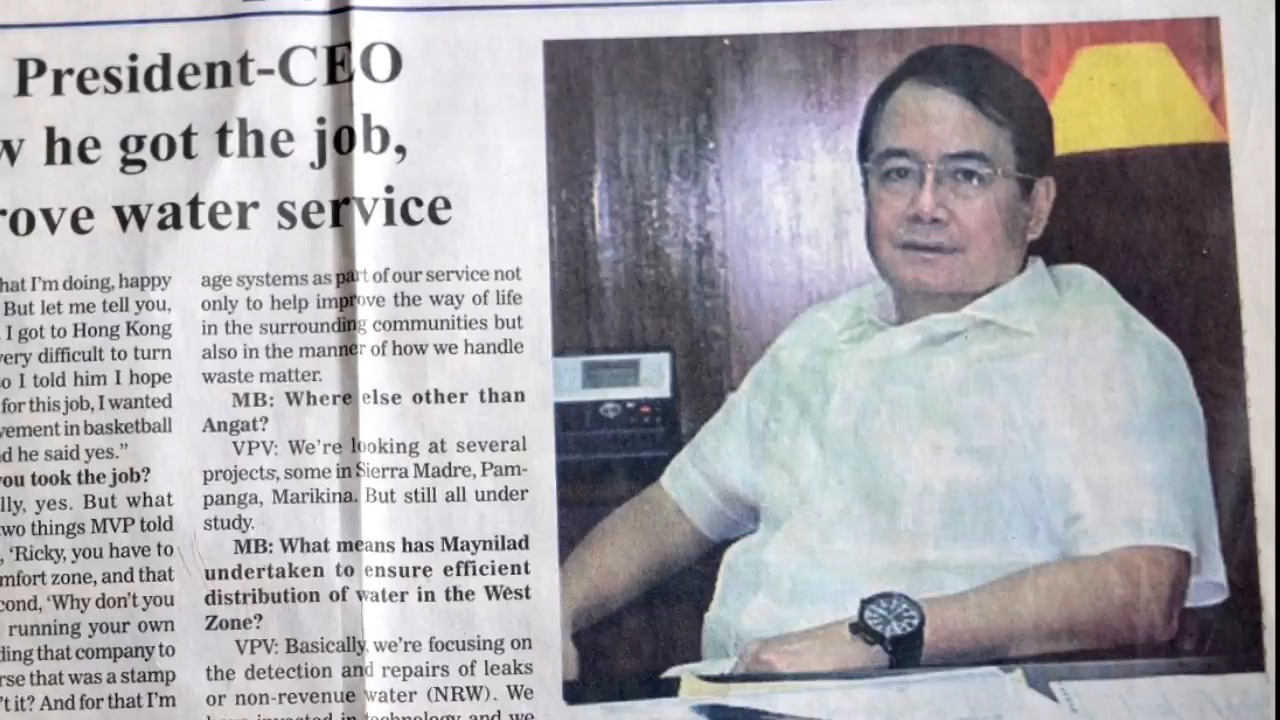 President-CEO
w he got the job,
rove water service
hat I'm doing, happy
But let me tell you,
I got to Hong Kong
very difficult to turn
o I told him I hope
for this job, I wanted
vement in basketball
d he said yes."
you took the job?
lly, yes. But what
two things MVP told
, 'Ricky, you have to
mfort zone, and that
cond, 'Why don't you
running your own
ding that company to
rse that was a stamp
't it? And for that I'm
age systems as part of our service not
only to help improve the way of life
in the surrounding communities but
also in the manner of how we handle
waste matter.
MB: Where else other than
Angat?
VPV: We're looking at several
projects, some in Sierra Madre, Pam-
panga, Marikina. But still all under
study.
MB: What means has Maynilad
undertaken to ensure efficient
distribution of water in the West
Zone?
VPV: Basically, we're focusing on
the detection and repairs of leaks
or non-revenue water (NRW). We
have invested in technology and we